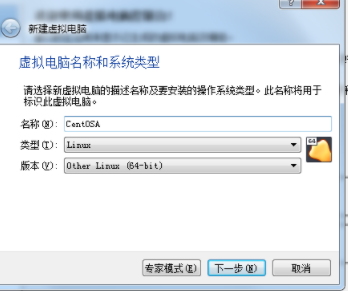 新建虚拟电脑
虚拟电脑名称和系统类型
请选择新虚拟电脑的描述名称及要安装的操作系统类型。此名称将用于
标识此虚拟电脑。
名称(N): CentOSA
类型(T): Linux
64
版本(V): Other Linux (64-bit)
专家模式(E) 下一步(N) 取消